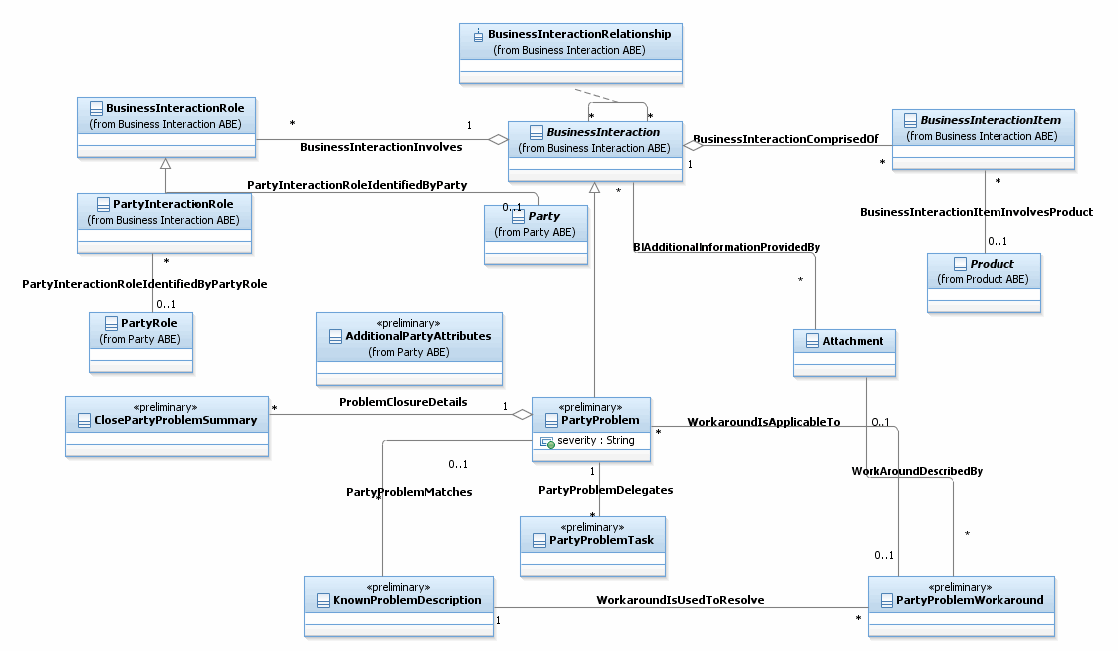 BusinessInteractionRelationship
(from Business Interaction ABE)
BusinessInteractionRole
(from Business Interaction ABE)
*
1
BusinessInteractionInvolves
*
*
BusinessInteraction
(from Business Interaction ABE)
BusinessInteractionComprisedOf
1
*
BusinessInteractionItem
(from Business Interaction ABE)
PartyInteractionRoleIdentifiedByParty
0..1
PartyInteractionRole
(from Business Interaction ABE)
Party
(from Party ABE)
*
*
BusinessInteractionItemInvolvesProduct
0..1
BIAdditionalInformationProvidedBy
*
Product
(from Product ABE)
*
PartyInteractionRoleIdentifiedByPartyRole
0..1
PartyRole
(from Party ABE)
«preliminary»
AdditionalPartyAttributes
(from Party ABE)
Attachment
«preliminary»
ClosePartyProblemSummary
*
ProblemClosureDetails
1
«preliminary»
PartyProblem
severity : String
*
WorkaroundIsApplicableTo
0..1
0..1
PartyProblemMatches
*
1
PartyProblemDelegates
*
WorkAroundDescribedBy
*
0..1
«preliminary»
PartyProblemTask
«preliminary»
KnownProblemDescription
1
WorkaroundIsUsedToResolve
*
«preliminary»
PartyProblemWorkaround